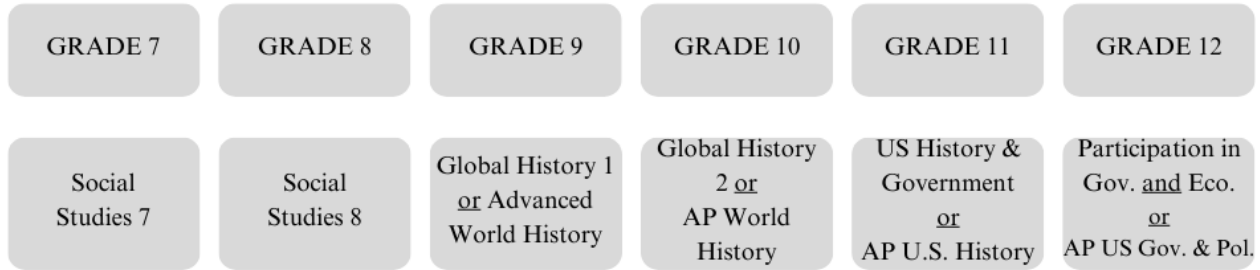 GRADE 7
GRADE 8
GRADE 9
GRADE 10
GRADE 11
GRADE 12
Social
Studies 7
Social
Studies 8
Global History 1
or Advanced
World History
Global History
2 or
AP World
History
US History &
Government
or
AP U.S. History
Participation in
Gov. and Eco.
or
AP US Gov. & Pol.